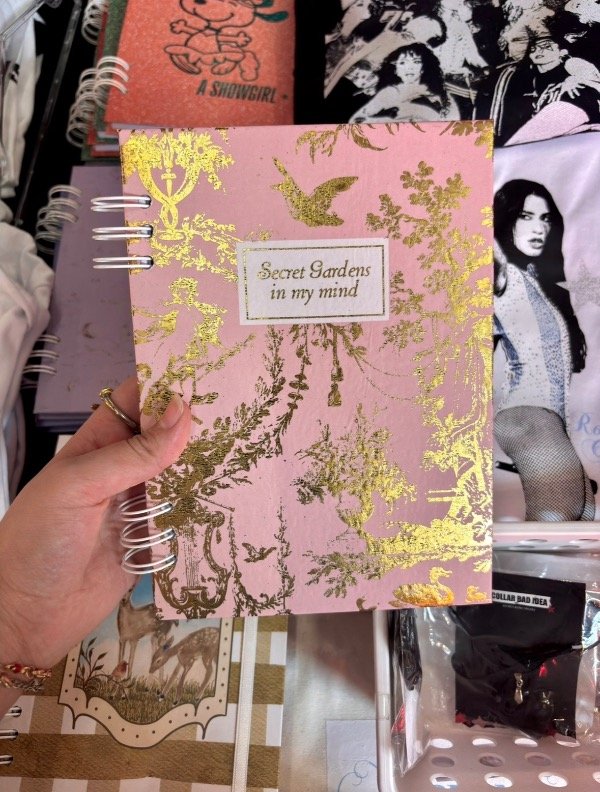 A SHOWGIRL
Secret Gardens
in my mind
COLLAR BAD IDEA